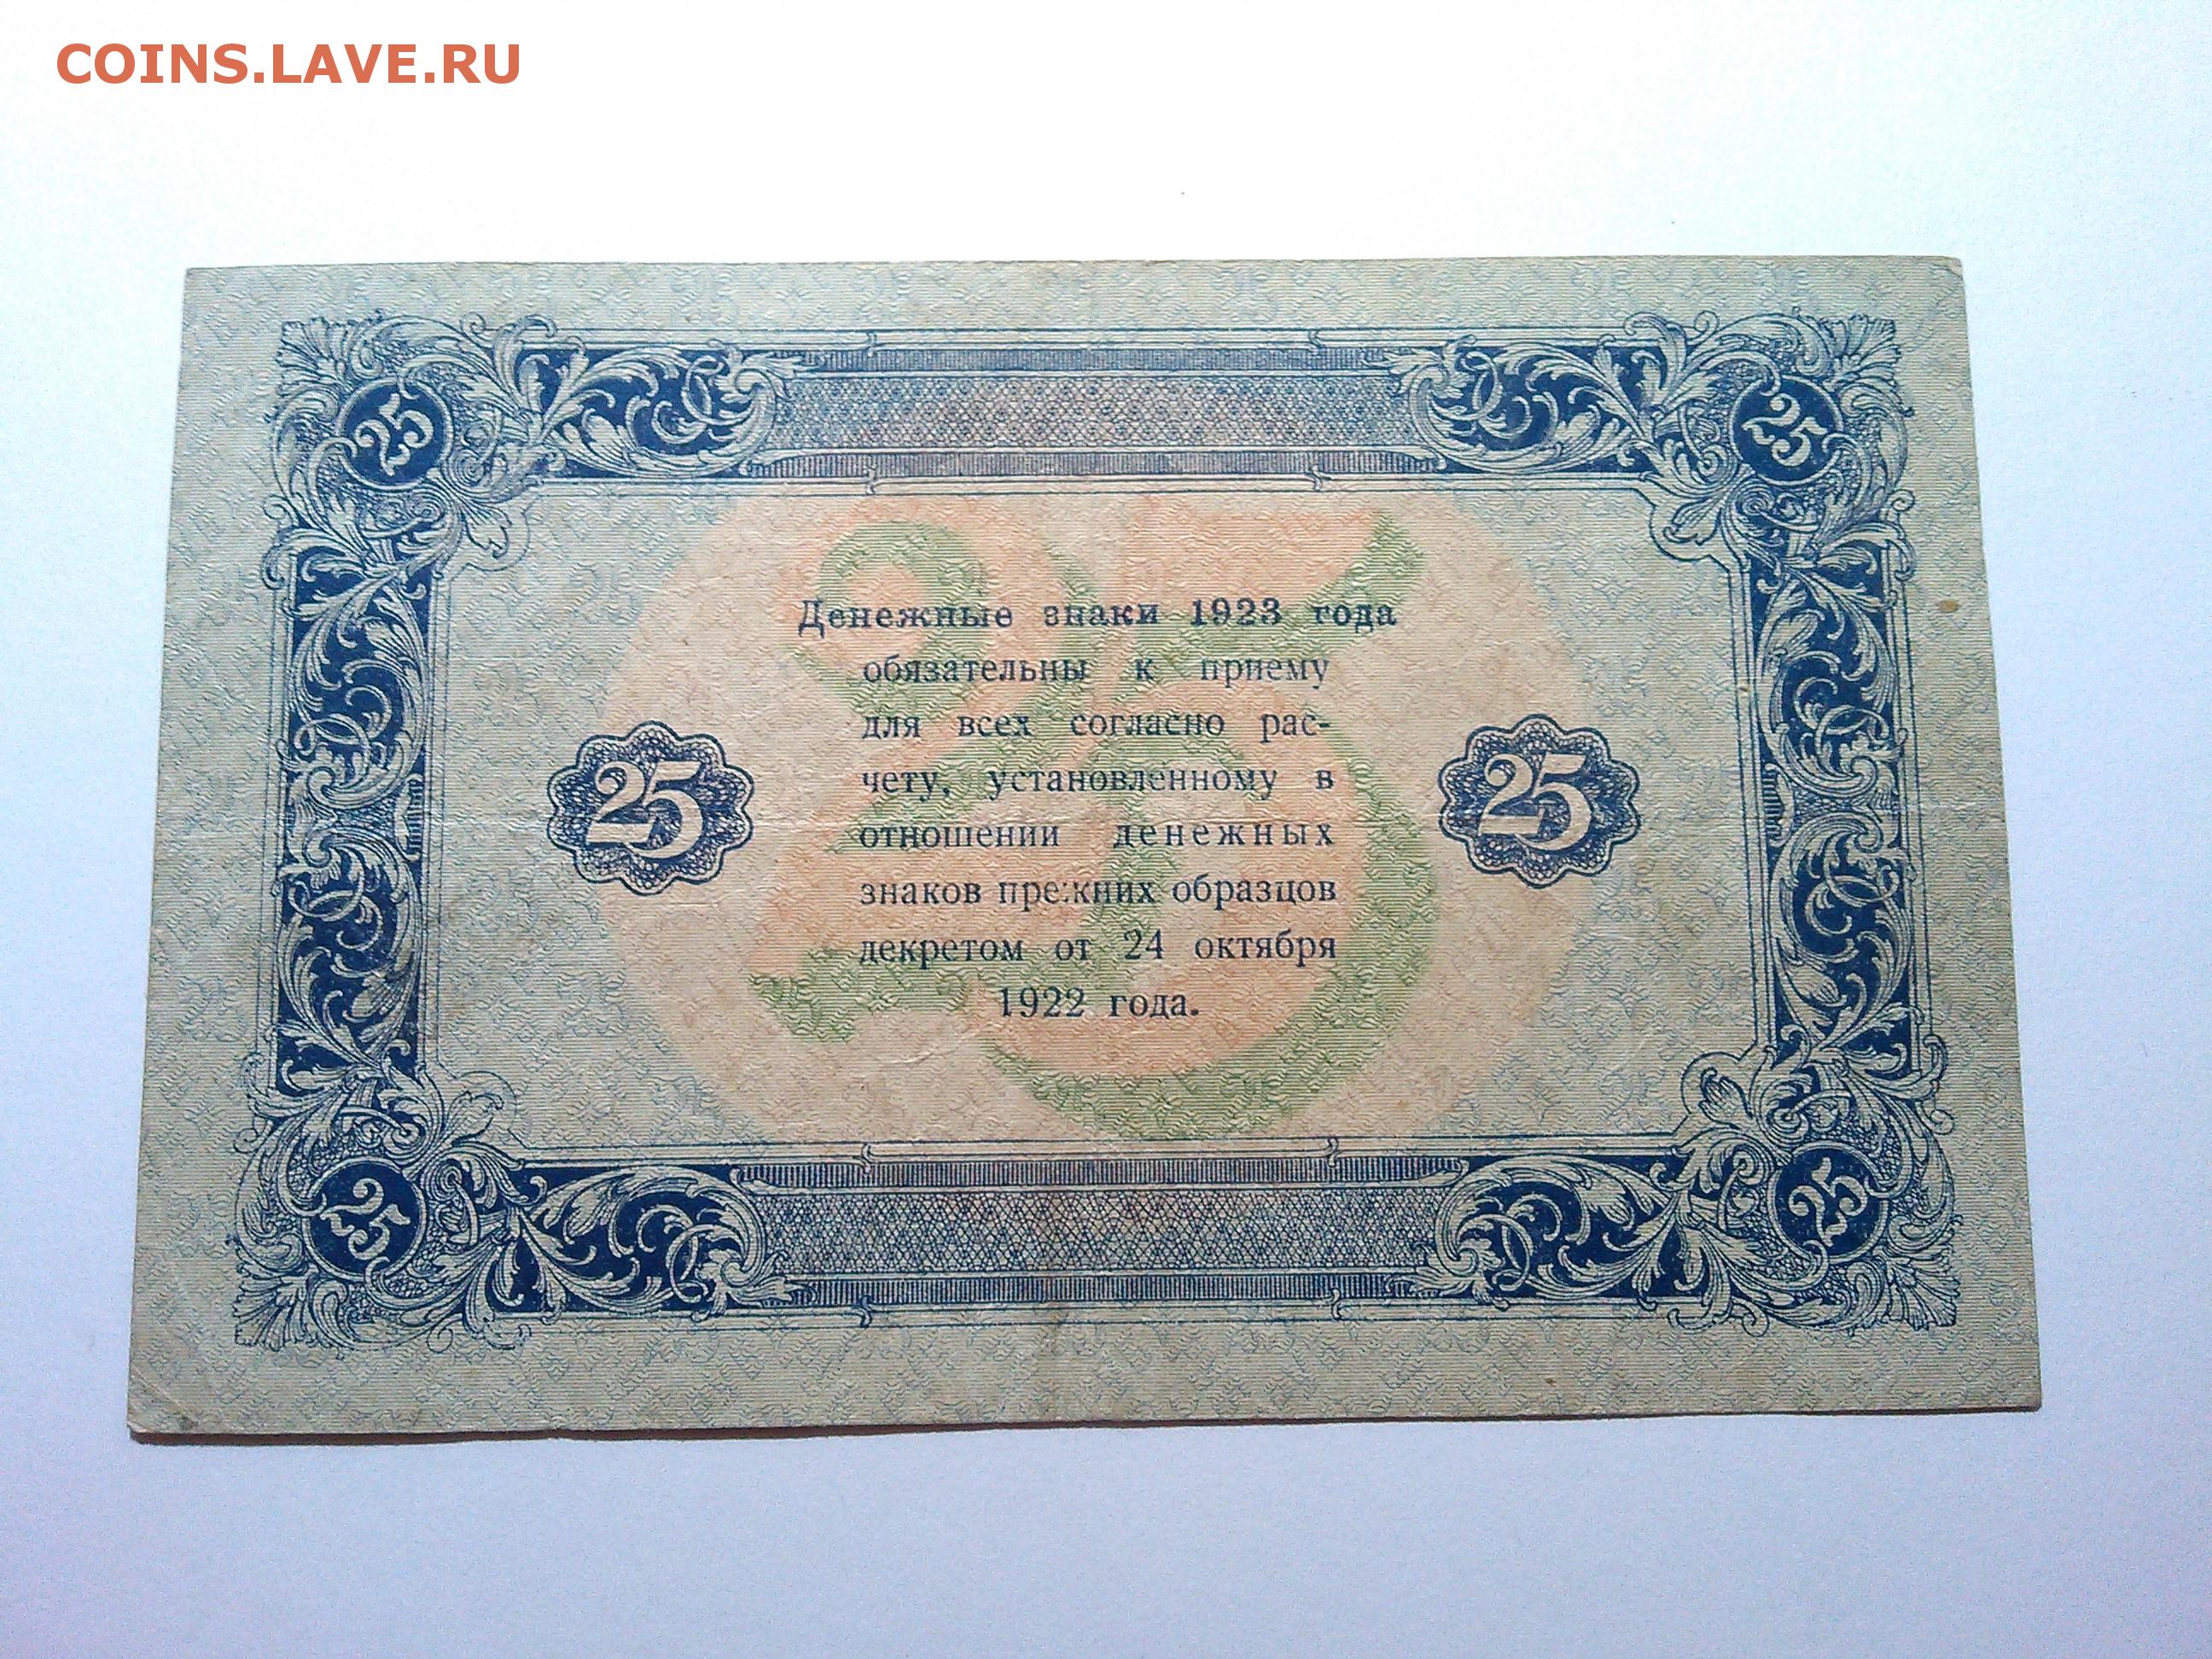 COINS.LAVE.RU
25 25
Денежные знаки 1923 года
обязательны к приему
для всех согласно рас-
чету, установленному в
отношении денежных
знаков прежних образцов
декретом от 24 октября
1922 года.
25 25
25 25
25